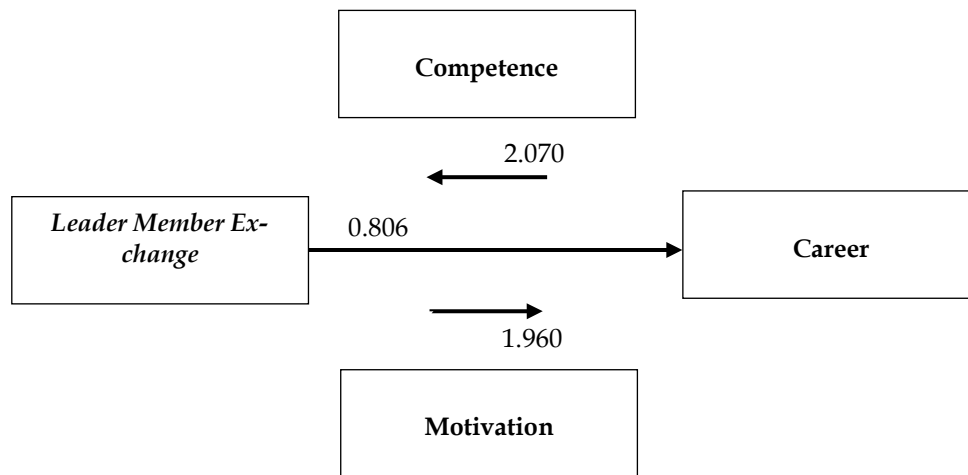 Competence
2.070
Leader Member Ex-
change
0.806
Career
1.960
Motivation